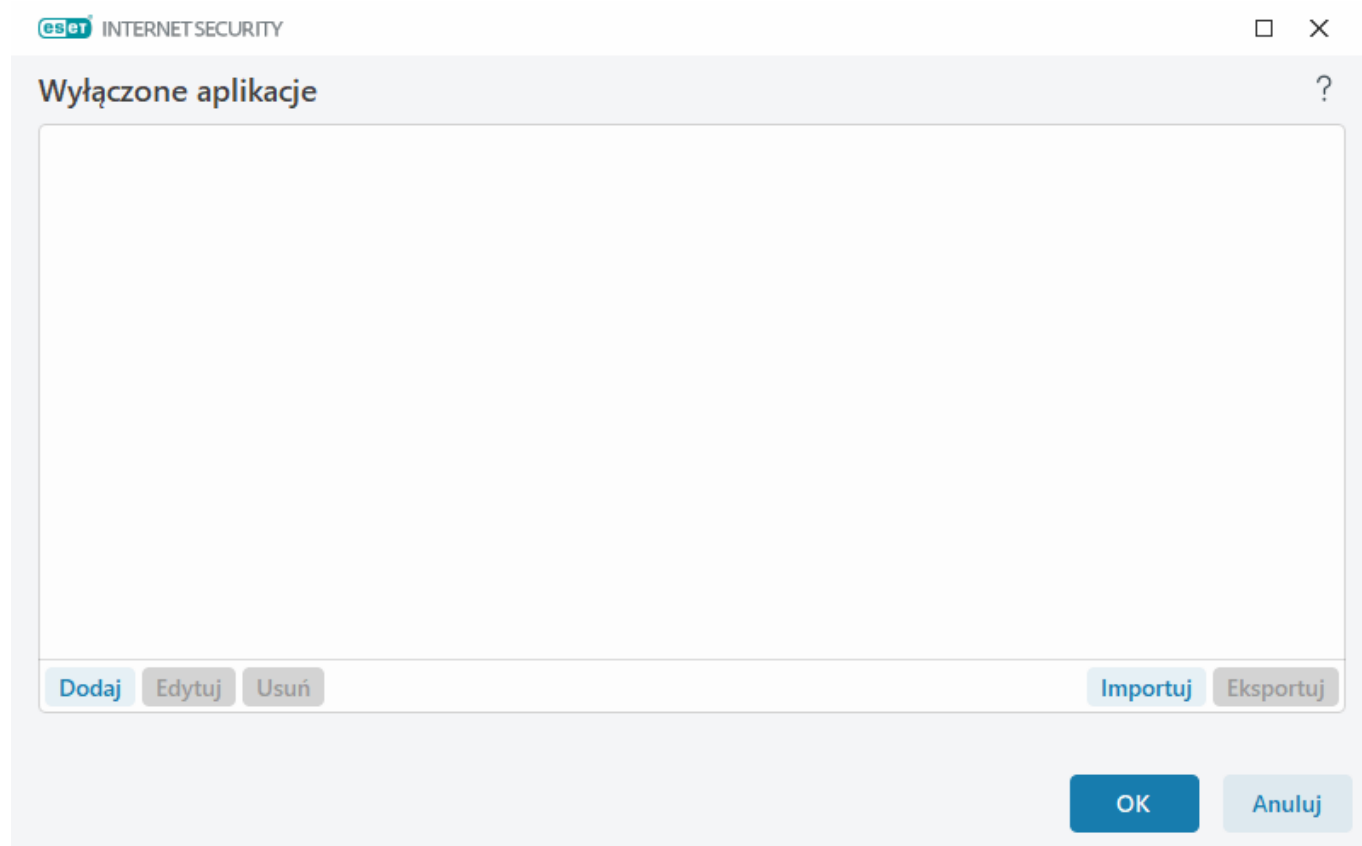 eset INTERNET SECURITY
Wyłączone aplikacje ?
Dodaj Edytuj Usuń Importuj Eksportuj
OK Anuluj